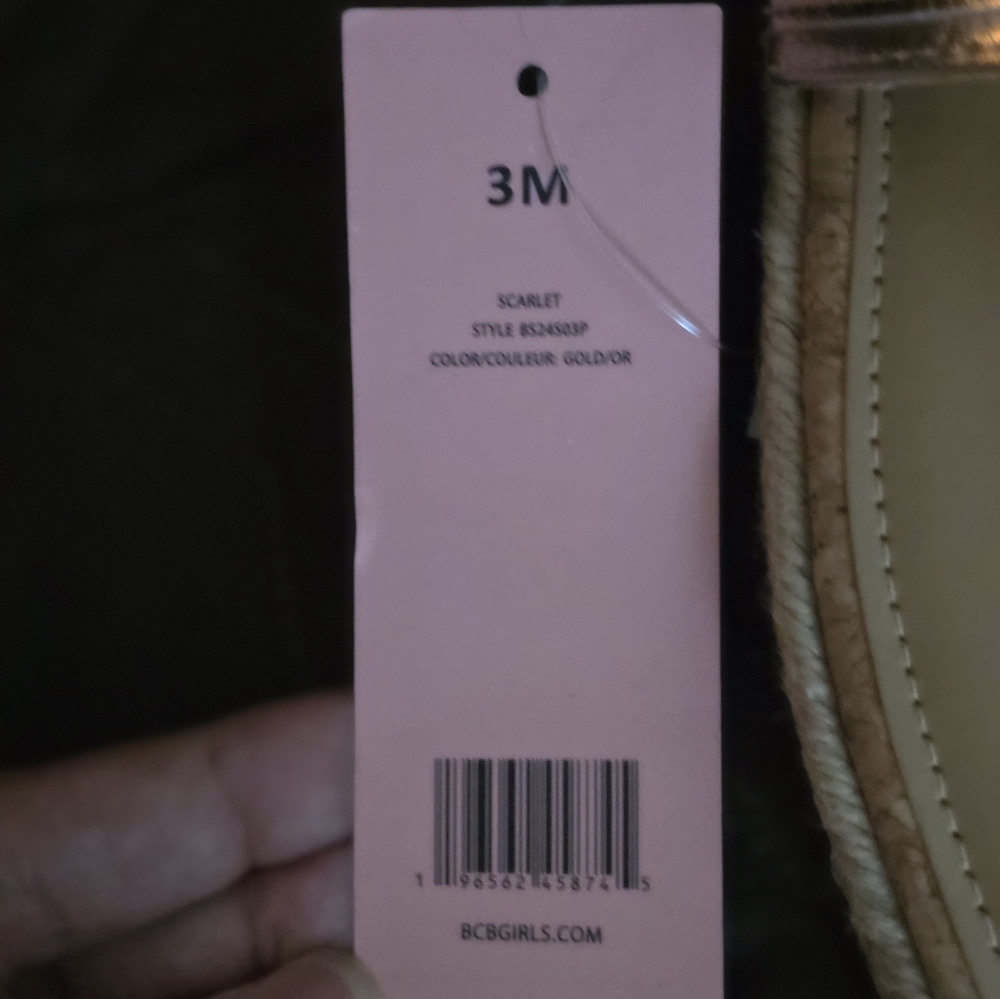 3M
SCARLET
STYLE BS24S03P
COLOR/COULEUR: GOLD/OR
1 96562 45874 5
BCBGIRLS.COM